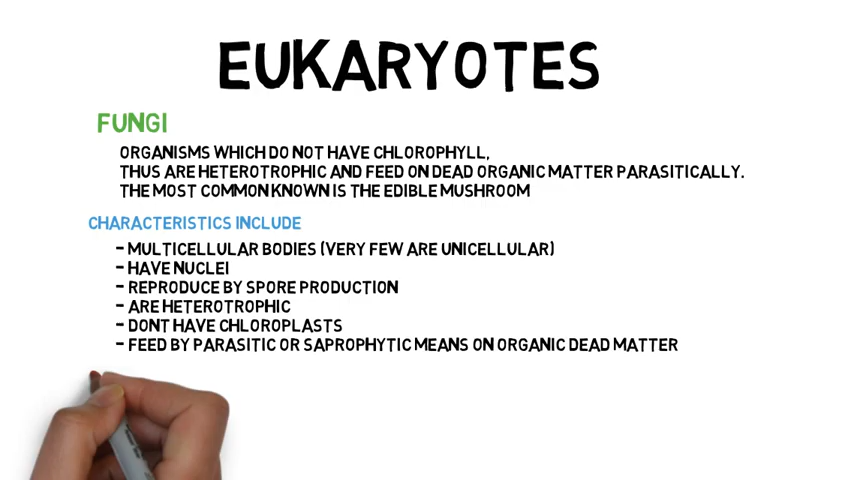 EUKARYOTES
FUNGI
ORGANISMS WHICH DO NOT HAVE CHLOROPHYLL,
THUS ARE HETEROTROPHIC AND FEED ON DEAD ORGANIC MATTER PARASITICALLY.
THE MOST COMMON KNOWN IS THE EDIBLE MUSHROOM
CHARACTERISTICS INCLUDE
- MULTICELLULAR BODIES (VERY FEW ARE UNICELLULAR)
- HAVE NUCLEI
- REPRODUCE BY SPORE PRODUCTION
- ARE HETEROTROPHIC
- DONT HAVE CHLOROPLASTS
- FEED BY PARASITIC OR SAPROPHYTIC MEANS ON ORGANIC DEAD MATTER